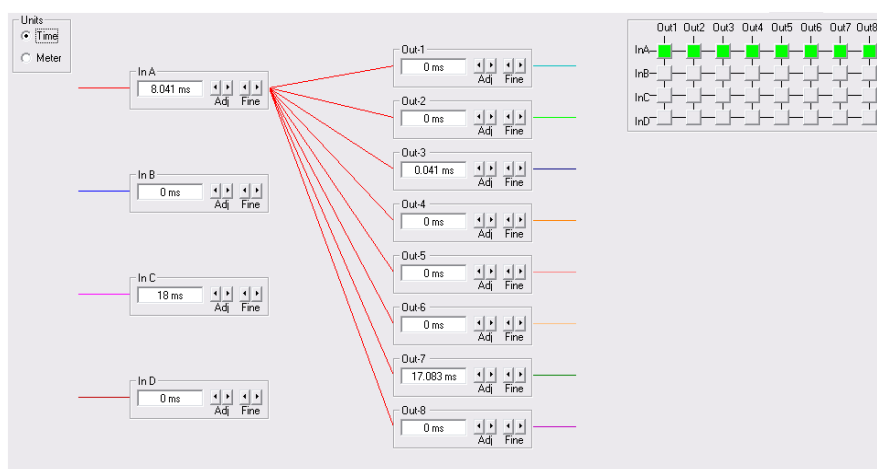 Units
Time
Meter
In A
8.041 ms
Adj Fine
In B
0 ms
Adj Fine
In C
18 ms
Adj Fine
In D
0 ms
Adj Fine
Out-1
0 ms
Adj Fine
Out-2
0 ms
Adj Fine
Out-3
0.041 ms
Adj Fine
Out-4
0 ms
Adj Fine
Out-5
0 ms
Adj Fine
Out-6
0 ms
Adj Fine
Out-7
17.083 ms
Adj Fine
Out-8
0 ms
Adj Fine
Out1 Out2 Out3 Out4 Out5 Out6 Out7 Out8
InA
InB
InC
InD